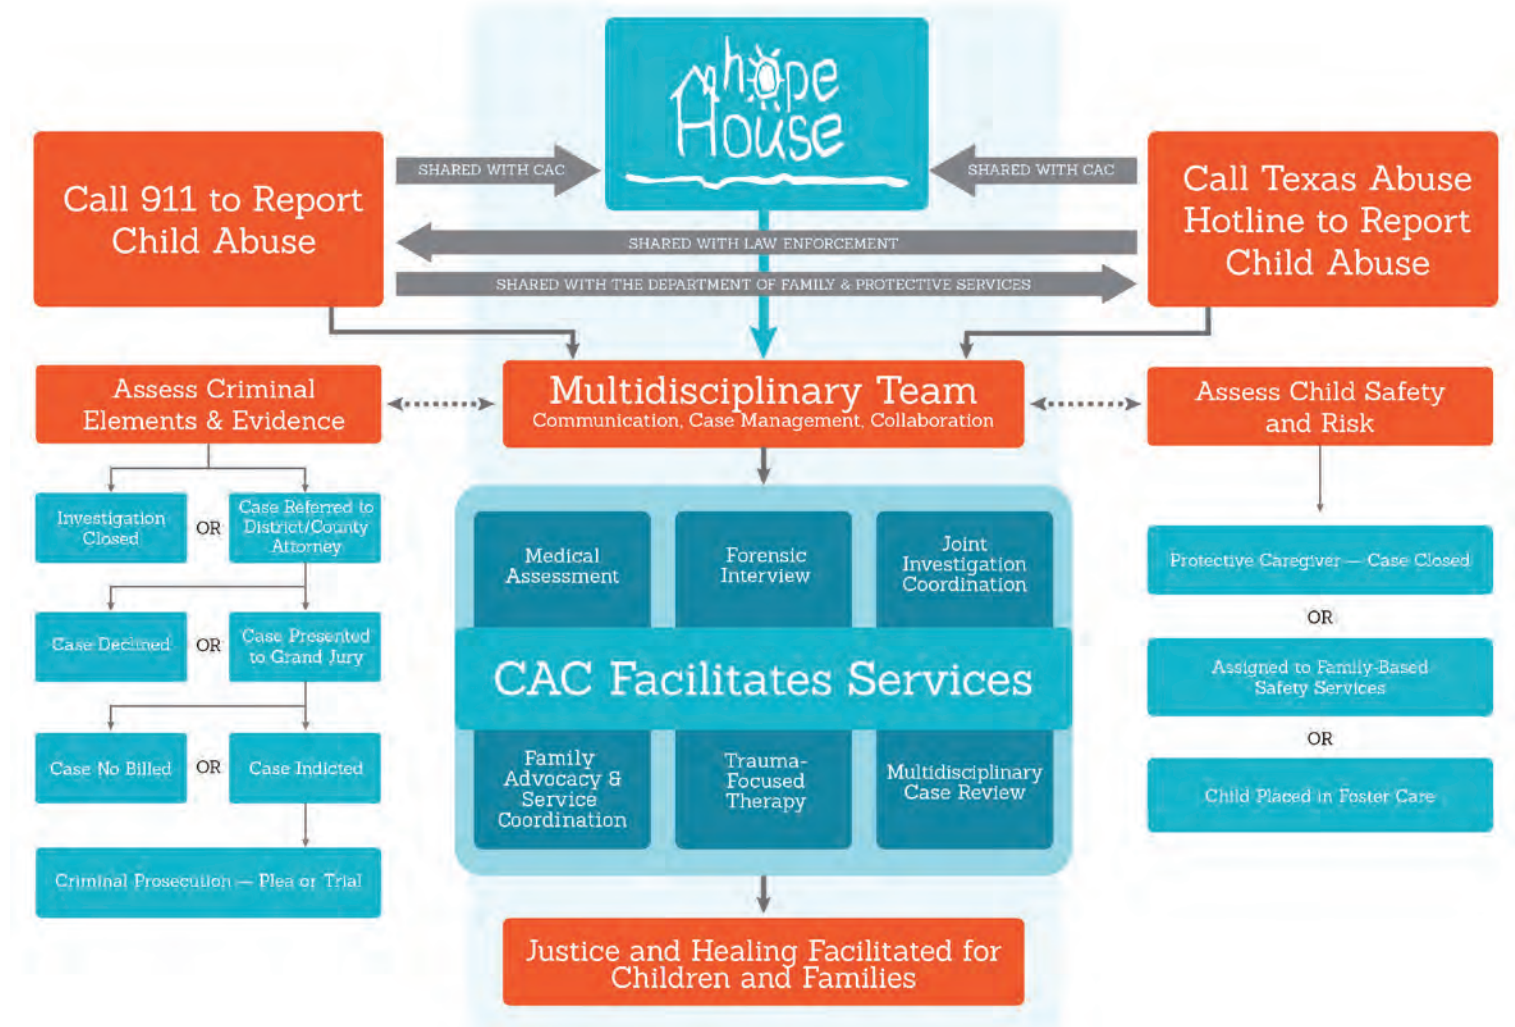 hope
House
Call 911 to Report
Child Abuse
SHARED WITH CAC
SHARED WITH CAC
Call Texas Abuse
Hotline to Report
Child Abuse
SHARED WITH LAW ENFORCEMENT
SHARED WITH THE DEPARTMENT OF FAMILY & PROTECTIVE SERVICES
Multidisciplinary Team
Communication, Case Management, Collaboration
Assess Criminal
Elements & Evidence
Investigation
Closed
OR
Case Referred to
District/County
Attorney
Case Declined
OR
Case Presented
to Grand Jury
Case No Billed
OR
Case Indicted
Criminal Prosecution — Plea or Trial
Medical
Assessment
Forensic
Interview
Joint
Investigation
Coordination
CAC Facilitates Services
Family
Advocacy &
Service
Coordination
Trauma-
Focused
Therapy
Multidisciplinary
Case Review
Assess Child Safety
and Risk
Protective Caregiver — Case Closed
OR
Assigned to Family-Based
Safety Services
OR
Child Placed in Foster Care
Justice and Healing Facilitated for
Children and Families